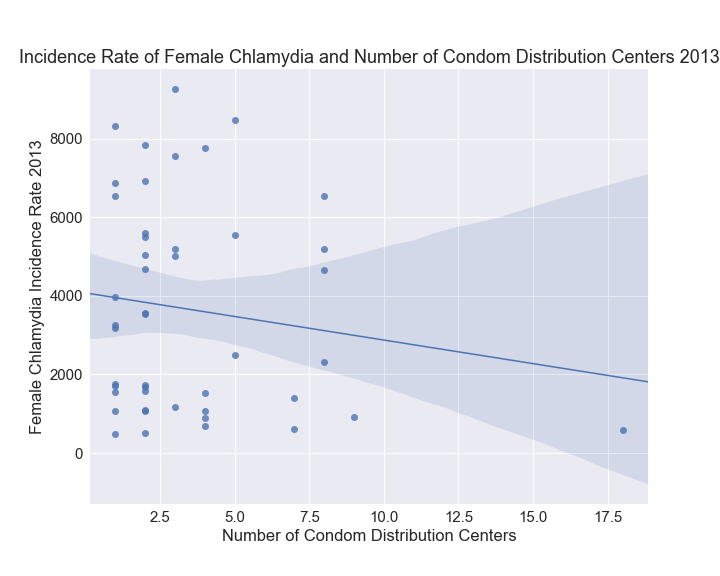 Incidence Rate of Female Chlamydia and Number of Condom Distribution Centers 2013
Female Chlamydia Incidence Rate 2013
8000
6000
4000
2000
0
2.5 5.0 7.5 10.0 12.5 15.0 17.5
Number of Condom Distribution Centers